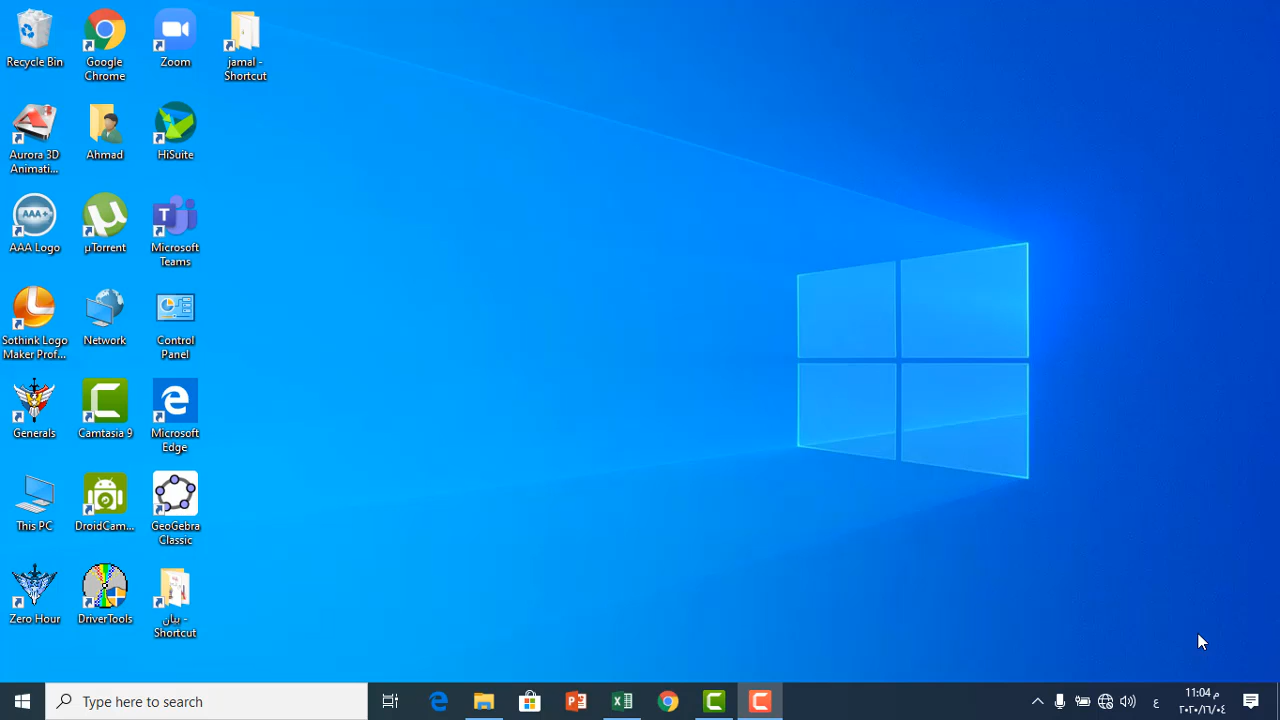 Recycle Bin
Google
Chrome
Zoom
jamal -
Shortcut
Aurora 3D
Animati...
Ahmad
HiSuite
AAA Logo
µTorrent
Microsoft
Teams
Sothink Logo
Maker Prof...
Network
Control
Panel
Generals
Camtasia 9
Microsoft
Edge
This PC
DroidCam...
GeoGebra
Classic
Zero Hour
DriverTools
بيان -
Shortcut
Type here to search
ع
11:04 م
٢٠٢٠/١٦/٠٤